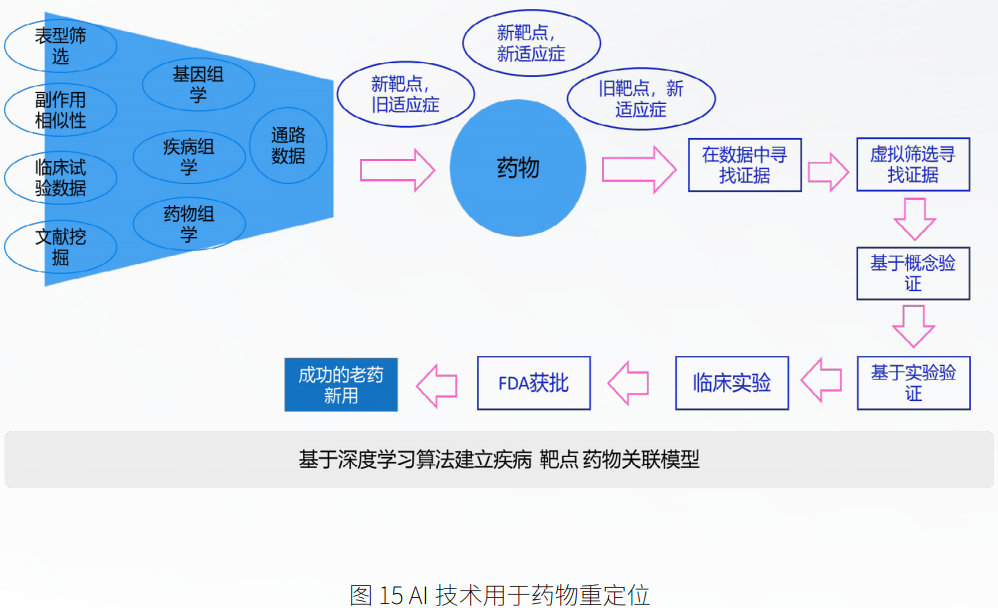 表型筛
选
副作用
相似性
临床试
验数据
文献挖
掘
基因组
学
疾病组
学
药物组
学
通路
数据
新靶点，
旧适应症
新靶点，
新适应症
旧靶点，新
适应症
药物
在数据中寻
找证据
虚拟筛选寻
找证据
基于概念验
证
基于实验验
证
临床实验
FDA获批
成功的老药
新用
基于深度学习算法建立疾病 靶点 药物关联模型
图 15 AI 技术用于药物重定位